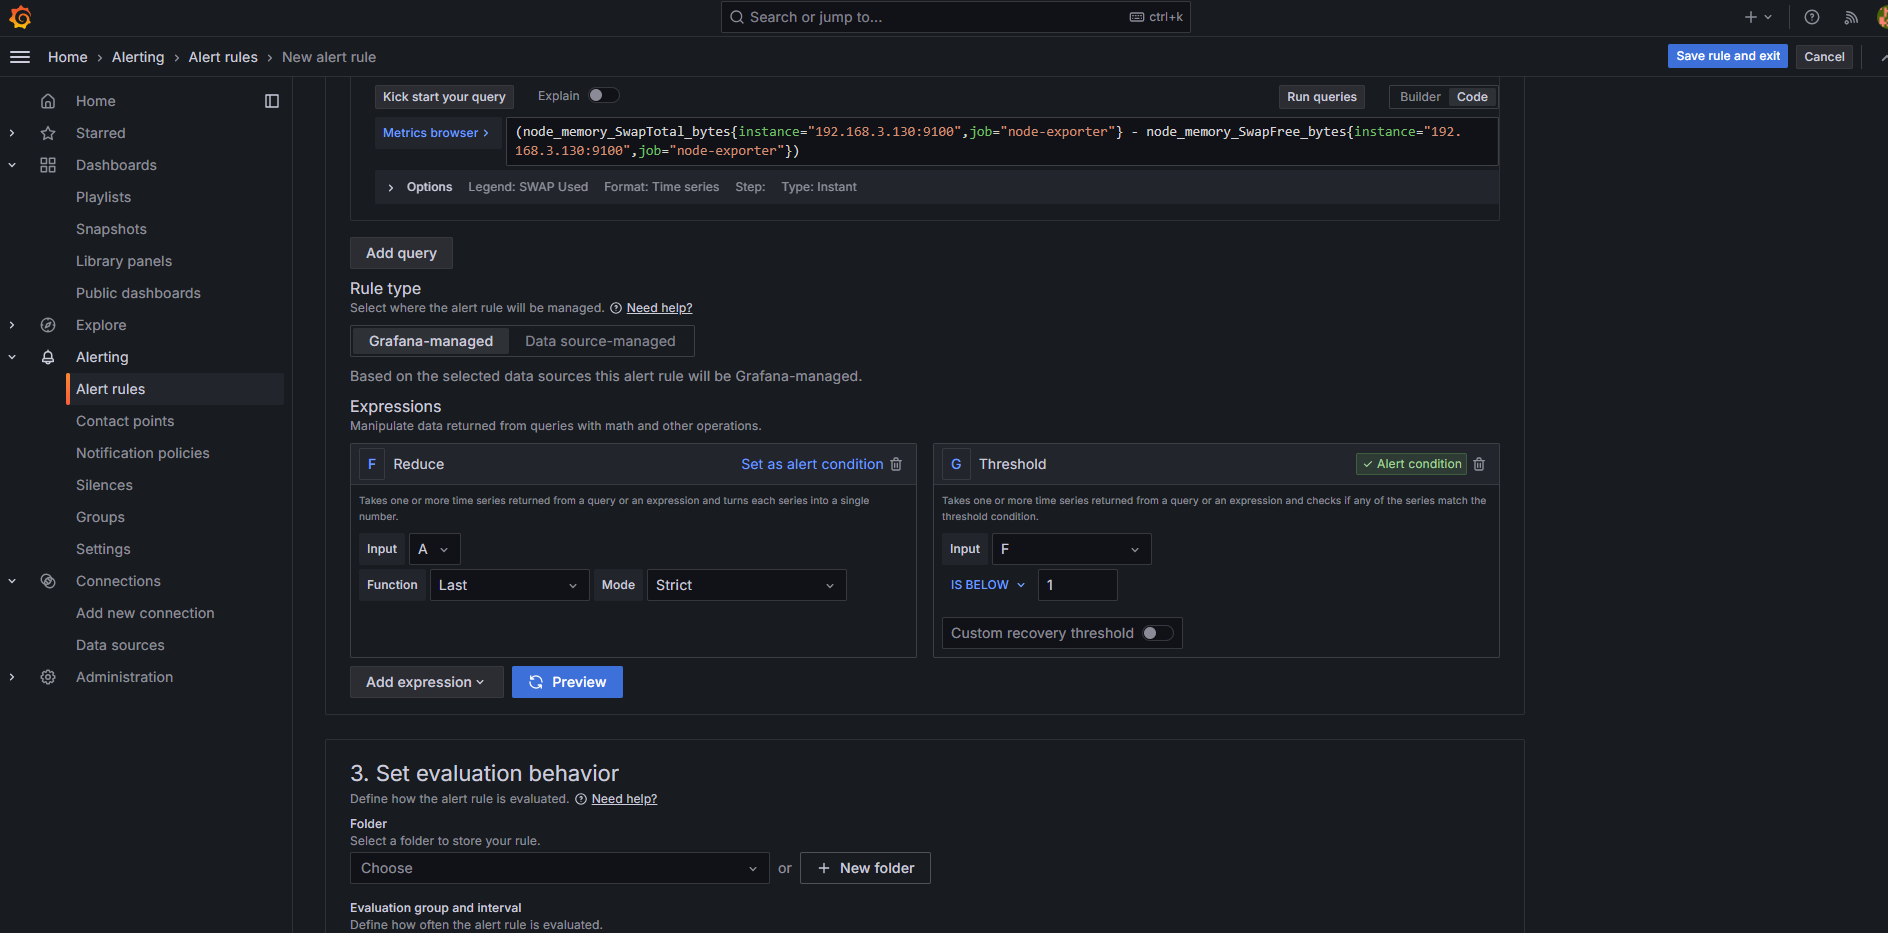 Search or jump to...
ctrl+k
Home › Alerting › Alert rules › New alert rule
Save rule and exit
Cancel
Home
Starred
Dashboards
Playlists
Snapshots
Library panels
Public dashboards
Explore
Alerting
Alert rules
Contact points
Notification policies
Silences
Groups
Settings
Connections
Add new connection
Data sources
Administration
Kick start your query
Explain
Run queries
Builder
Code
Metrics browser >
(node_memory_SwapTotal_bytes{instance="192.168.3.130:9100",job="node-exporter"} - node_memory_SwapFree_bytes{instance="192.
168.3.130:9100",job="node-exporter"})
Options Legend: SWAP Used Format: Time series Step: Type: Instant
Add query
Rule type
Select where the alert rule will be managed. Need help?
Grafana-managed
Data source-managed
Based on the selected data sources this alert rule will be Grafana-managed.
Expressions
Manipulate data returned from queries with math and other operations.
F Reduce Set as alert condition
Takes one or more time series returned from a query or an expression and turns each series into a single
number.
Input A
Function Last Mode Strict
G Threshold Alert condition
Takes one or more time series returned from a query or an expression and checks if any of the series match the
threshold condition.
Input F
IS BELOW 1
Custom recovery threshold
Add expression
Preview
3. Set evaluation behavior
Define how the alert rule is evaluated. Need help?
Folder
Select a folder to store your rule.
Choose or + New folder
Evaluation group and interval
Define how often the alert rule is evaluated.